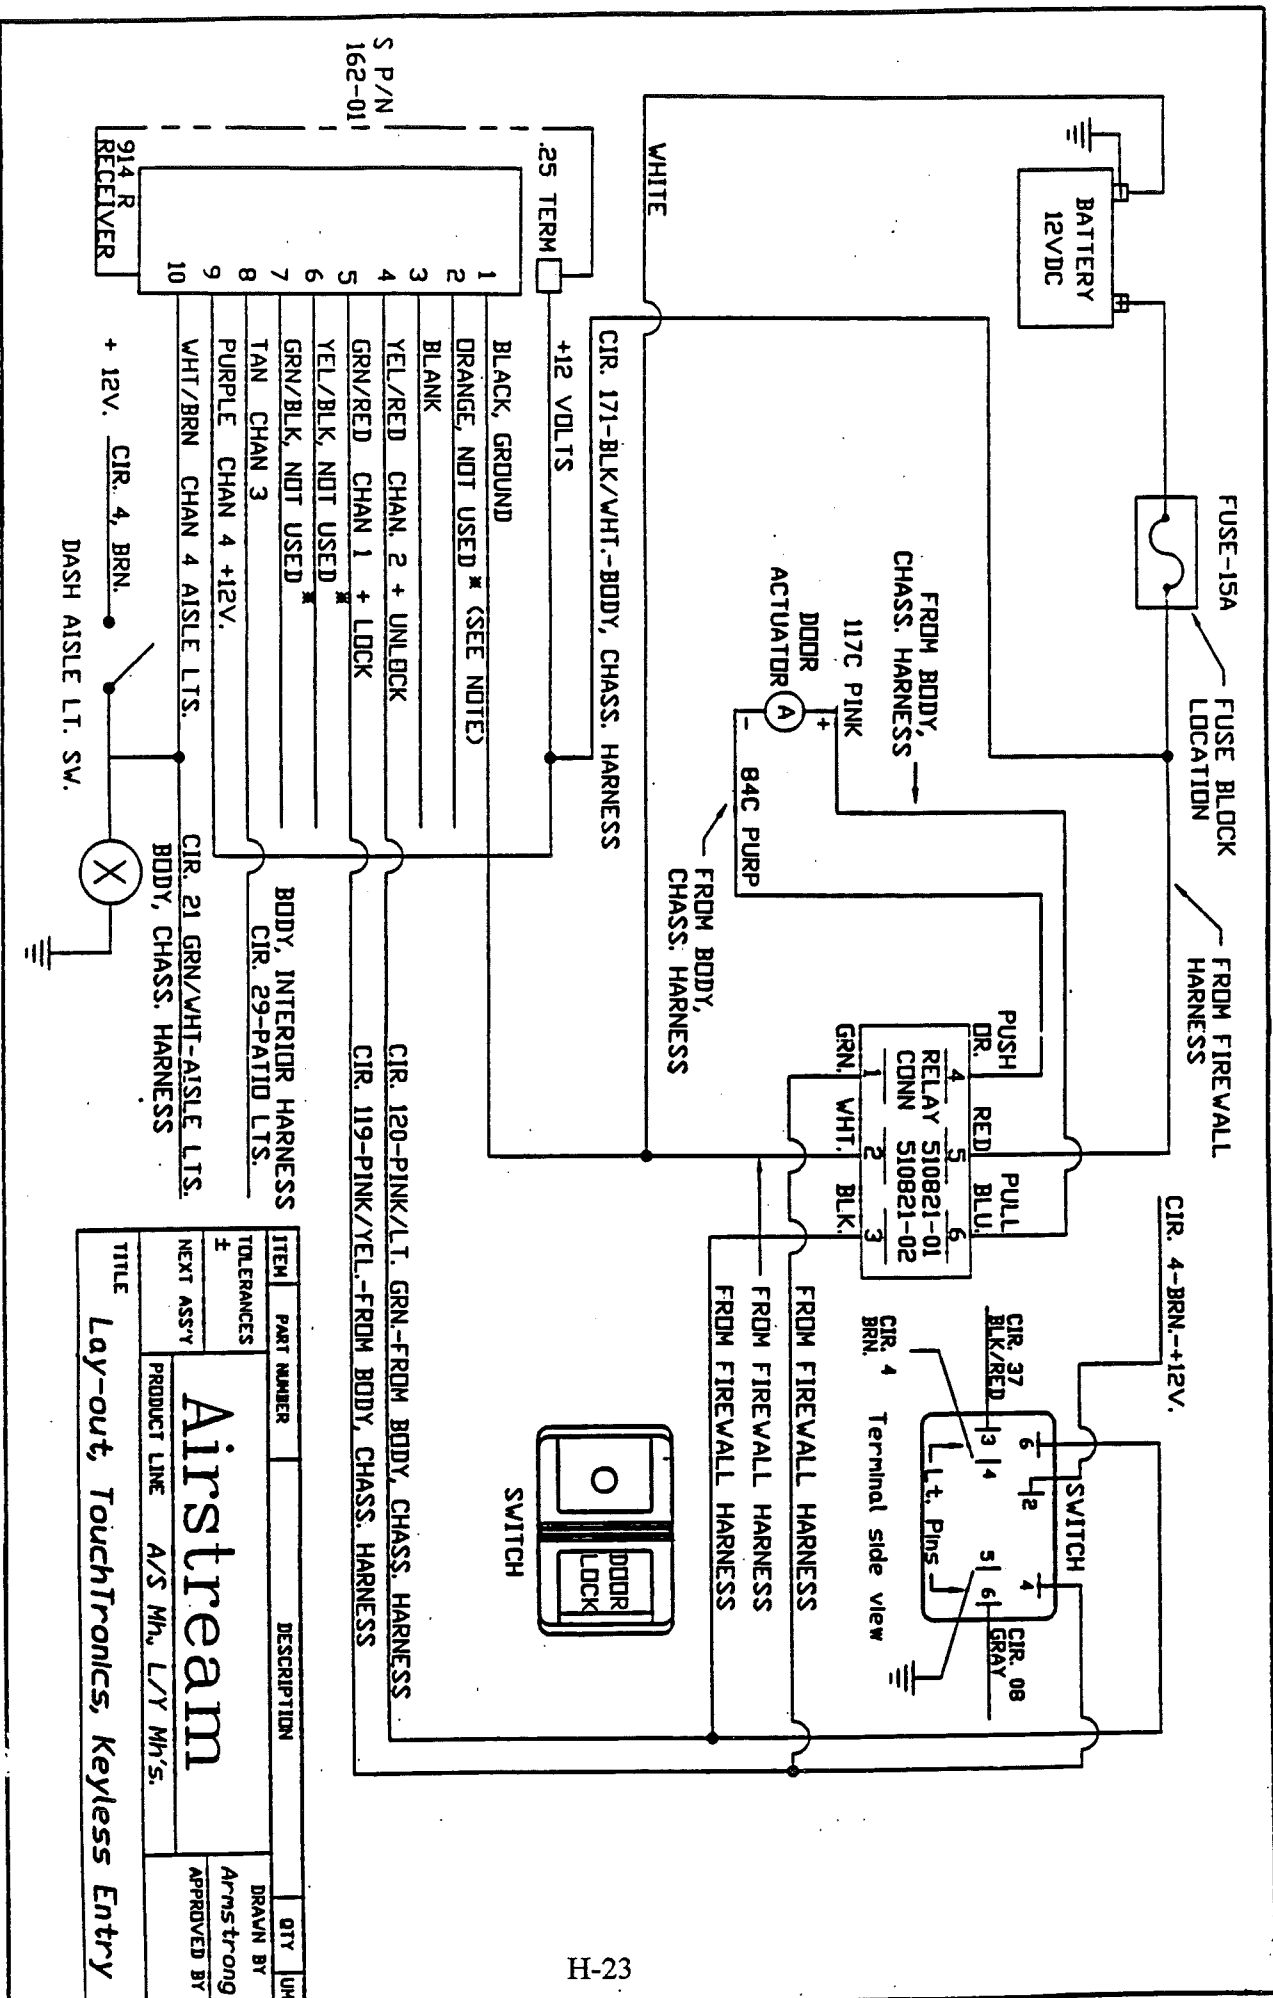 BATTERY
12VDC
FUSE-15A
FUSE BLOCK
LOCATION
FROM FIREWALL
HARNESS
CIR. 4-BRN.-+12V.
WHITE
CIR. 171-BLK/WHT.-BODY, CHASS. HARNESS
FROM BODY,
CHASS. HARNESS
117C PINK
DOOR
ACTUATOR
A
+
-
84C PURP
FROM BODY,
CHASS. HARNESS
PUSH
OR.
RED
PULL
BLU.
4
5
6
RELAY 510821-01
CONN 510821-02
1
2
3
GRN.
WHT.
BLK.
FROM FIREWALL HARNESS
FROM FIREWALL HARNESS
FROM FIREWALL HARNESS
SWITCH
6
2
4
3
4
5
6
Lt. Pins
CIR. 37
BLK/RED
CIR. 4
BRN.
CIR. 08
GRAY
Terminal side view
DOOR
LOCK
SWITCH
S P/N
162-01
.25 TERM
914 R
RECEIVER
+12 VOLTS
1 BLACK, GROUND
2 ORANGE, NOT USED * (SEE NOTE)
3 BLANK
4 YEL/RED CHAN. 2 + UNLOCK
5 GRN/RED CHAN 1 + LOCK
6 YEL/BLK, NOT USED *
7 GRN/BLK, NOT USED *
8 TAN CHAN 3
9 PURPLE CHAN 4 +12V.
10 WHT/BRN CHAN 4 AISLE LTS.
CIR. 120-PINK/LT. GRN.-FROM BODY, CHASS. HARNESS
CIR. 119-PINK/YEL.-FROM BODY, CHASS. HARNESS
BODY, INTERIOR HARNESS
CIR. 29-PATIO LTS.
CIR. 21 GRN/WHT-AISLE LTS.
BODY, CHASS. HARNESS
+ 12V. CIR. 4, BRN.
DASH AISLE LT. SW.
X
ITEM PART NUMBER DESCRIPTION QTY UM
TOLERANCES
±
NEXT ASS'Y
Airstream
PRODUCT LINE A/S Mh, L/Y Mh's.
DRAWN BY
Armstrong
APPROVED BY
TITLE
Lay-out, TouchTronics, Keyless Entry
H-23